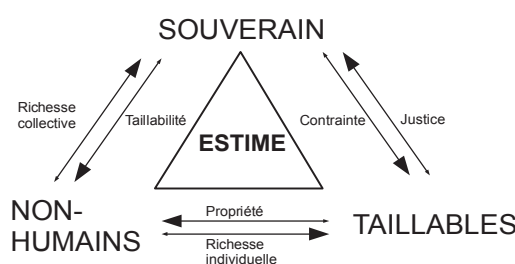 SOUVERAIN
Richesse
collective
Taillabilité
ESTIME
Contrainte
Justice
NON-
HUMAINS
Propriété
Richesse
individuelle
TAILLABLES